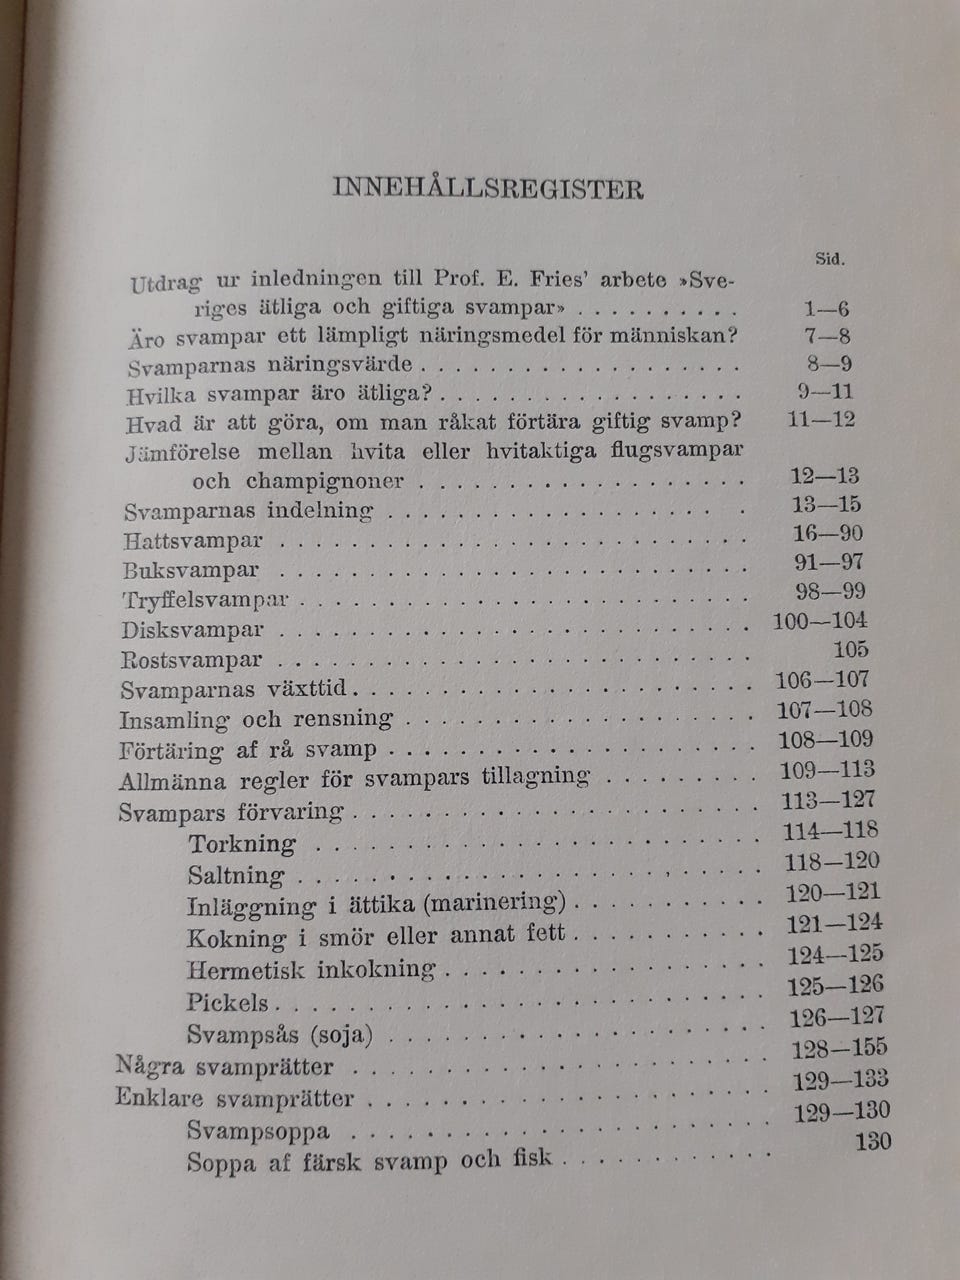 INNEHÅLLSREGISTER
Sid.
Utdrag ur inledningen till Prof. E. Fries' arbete »Sve-
riges ätliga och giftiga svampar» . . . . . . . . . . 1—6
Äro svampar ett lämpligt näringsmedel för människan? 7—8
Svamparnas näringsvärde . . . . . . . . . . . . . . . . . . 8—9
Hvilka svampar äro ätliga? . . . . . . . . . . . . . . . . . 9—11
Hvad är att göra, om man råkat förtära giftig svamp? 11—12
Jämförelse mellan hvita eller hvitaktiga flugsvampar
och champignoner . . . . . . . . . . . . . . . . . . 12—13
Svamparnas indelning . . . . . . . . . . . . . . . . . . . 13—15
Hattsvampar . . . . . . . . . . . . . . . . . . . . . . . . . 16—90
Buksvampar . . . . . . . . . . . . . . . . . . . . . . . . . 91—97
Tryffelsvampar . . . . . . . . . . . . . . . . . . . . . . . . 98—99
Disksvampar . . . . . . . . . . . . . . . . . . . . . . . . . 100—104
Rostsvampar . . . . . . . . . . . . . . . . . . . . . . . . . 105
Svamparnas växttid . . . . . . . . . . . . . . . . . . . . . 106—107
Insamling och rensning . . . . . . . . . . . . . . . . . . . 107—108
Förtäring af rå svamp . . . . . . . . . . . . . . . . . . . . 108—109
Allmänna regler för svampars tillagning . . . . . . . . . 109—113
Svampars förvaring . . . . . . . . . . . . . . . . . . . . . . 113—127
Torkning . . . . . . . . . . . . . . . . . . . . . . . . 114—118
Saltning . . . . . . . . . . . . . . . . . . . . . . . . . 118—120
Inläggning i ättika (marinering) . . . . . . . . . . . 120—121
Kokning i smör eller annat fett . . . . . . . . . . . 121—124
Hermetisk inkokning . . . . . . . . . . . . . . . . . . 124—125
Pickels . . . . . . . . . . . . . . . . . . . . . . . . . . . 125—126
Svampsås (soja) . . . . . . . . . . . . . . . . . . . . . 126—127
Några svamprätter . . . . . . . . . . . . . . . . . . . . . . . 128—155
Enklare svamprätter . . . . . . . . . . . . . . . . . . . . . . 129—133
Svampsoppa . . . . . . . . . . . . . . . . . . . . . . . 129—130
Soppa af färsk svamp och fisk . . . . . . . . . . . . 130